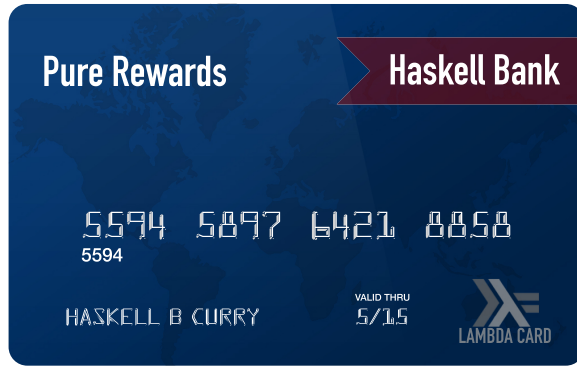 Pure Rewards
Haskell Bank
5594 5897 6421 8858
5594
VALID THRU
HASKELL B CURRY 5/15
LAMBDA CARD